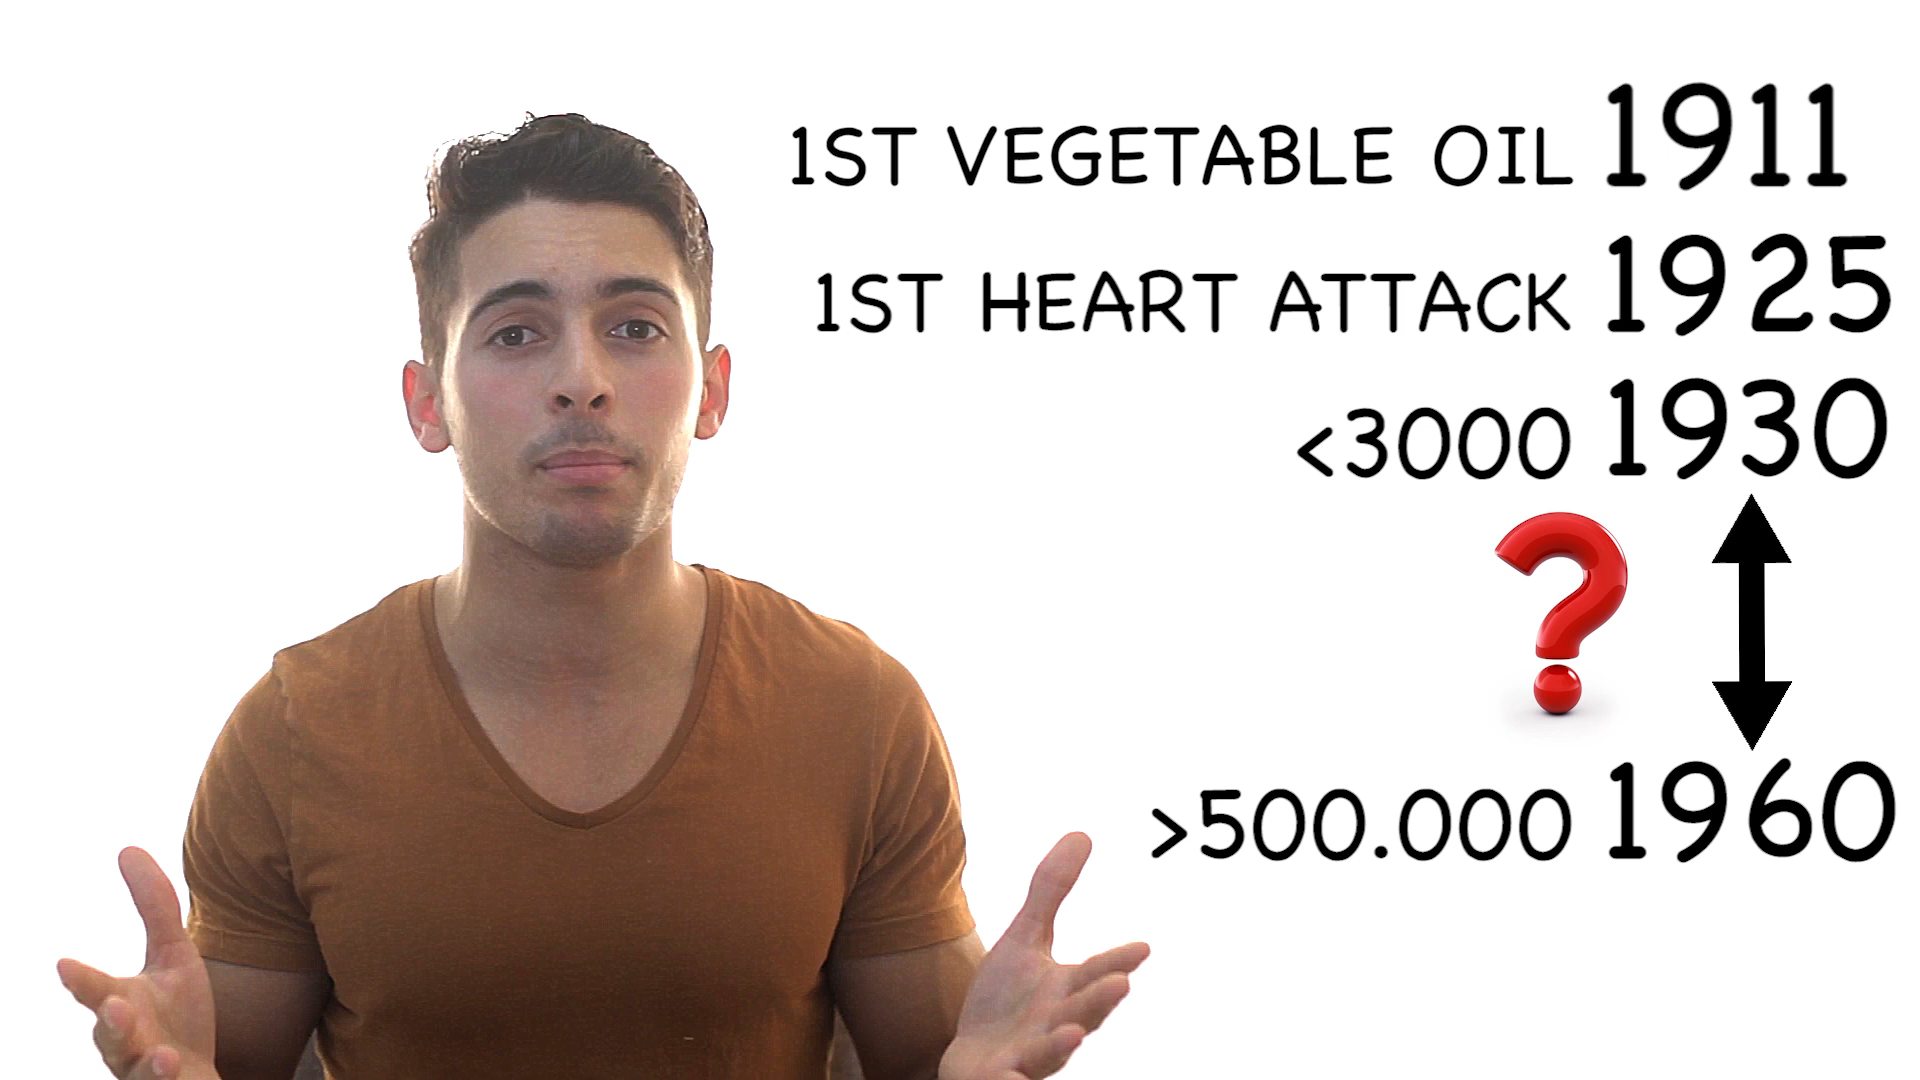 1ST VEGETABLE OIL 1911
1ST HEART ATTACK 1925
<3000 1930
?
>500.000 1960